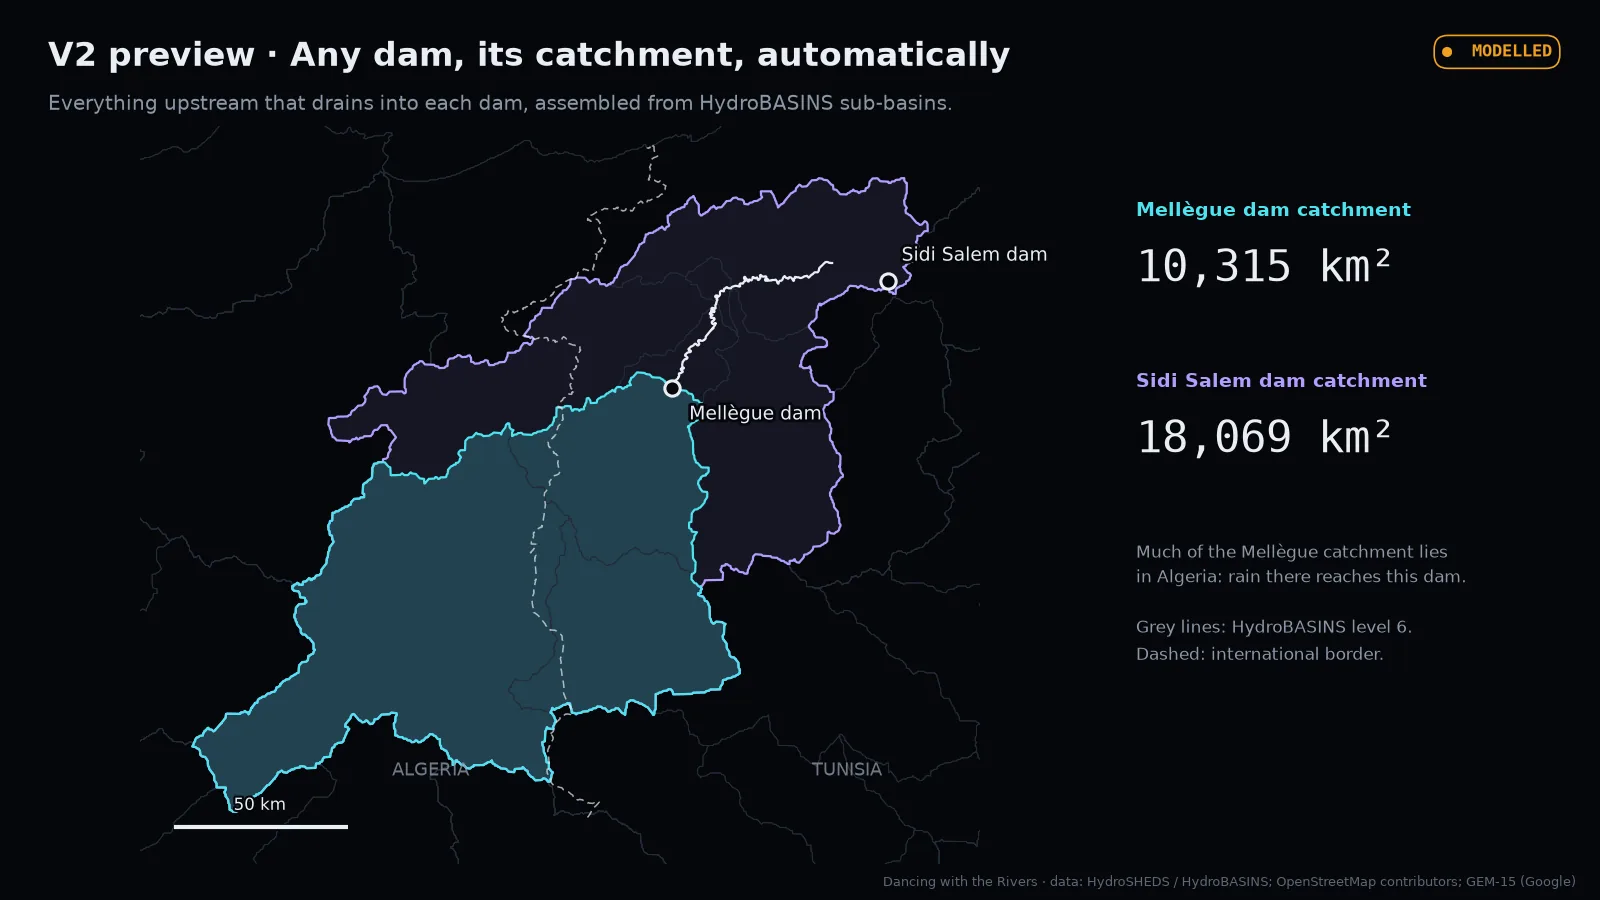 V2 preview · Any dam, its catchment, automatically
MODELLED
Everything upstream that drains into each dam, assembled from HydroBASINS sub-basins.
Sidi Salem dam
Mellègue dam
ALGERIA
TUNISIA
50 km
Mellègue dam catchment
10,315 km²
Sidi Salem dam catchment
18,069 km²
Much of the Mellègue catchment lies
in Algeria: rain there reaches this dam.
Grey lines: HydroBASINS level 6.
Dashed: international border.
Dancing with the Rivers · data: HydroSHEDS / HydroBASINS; OpenStreetMap contributors; GEM-15 (Google)